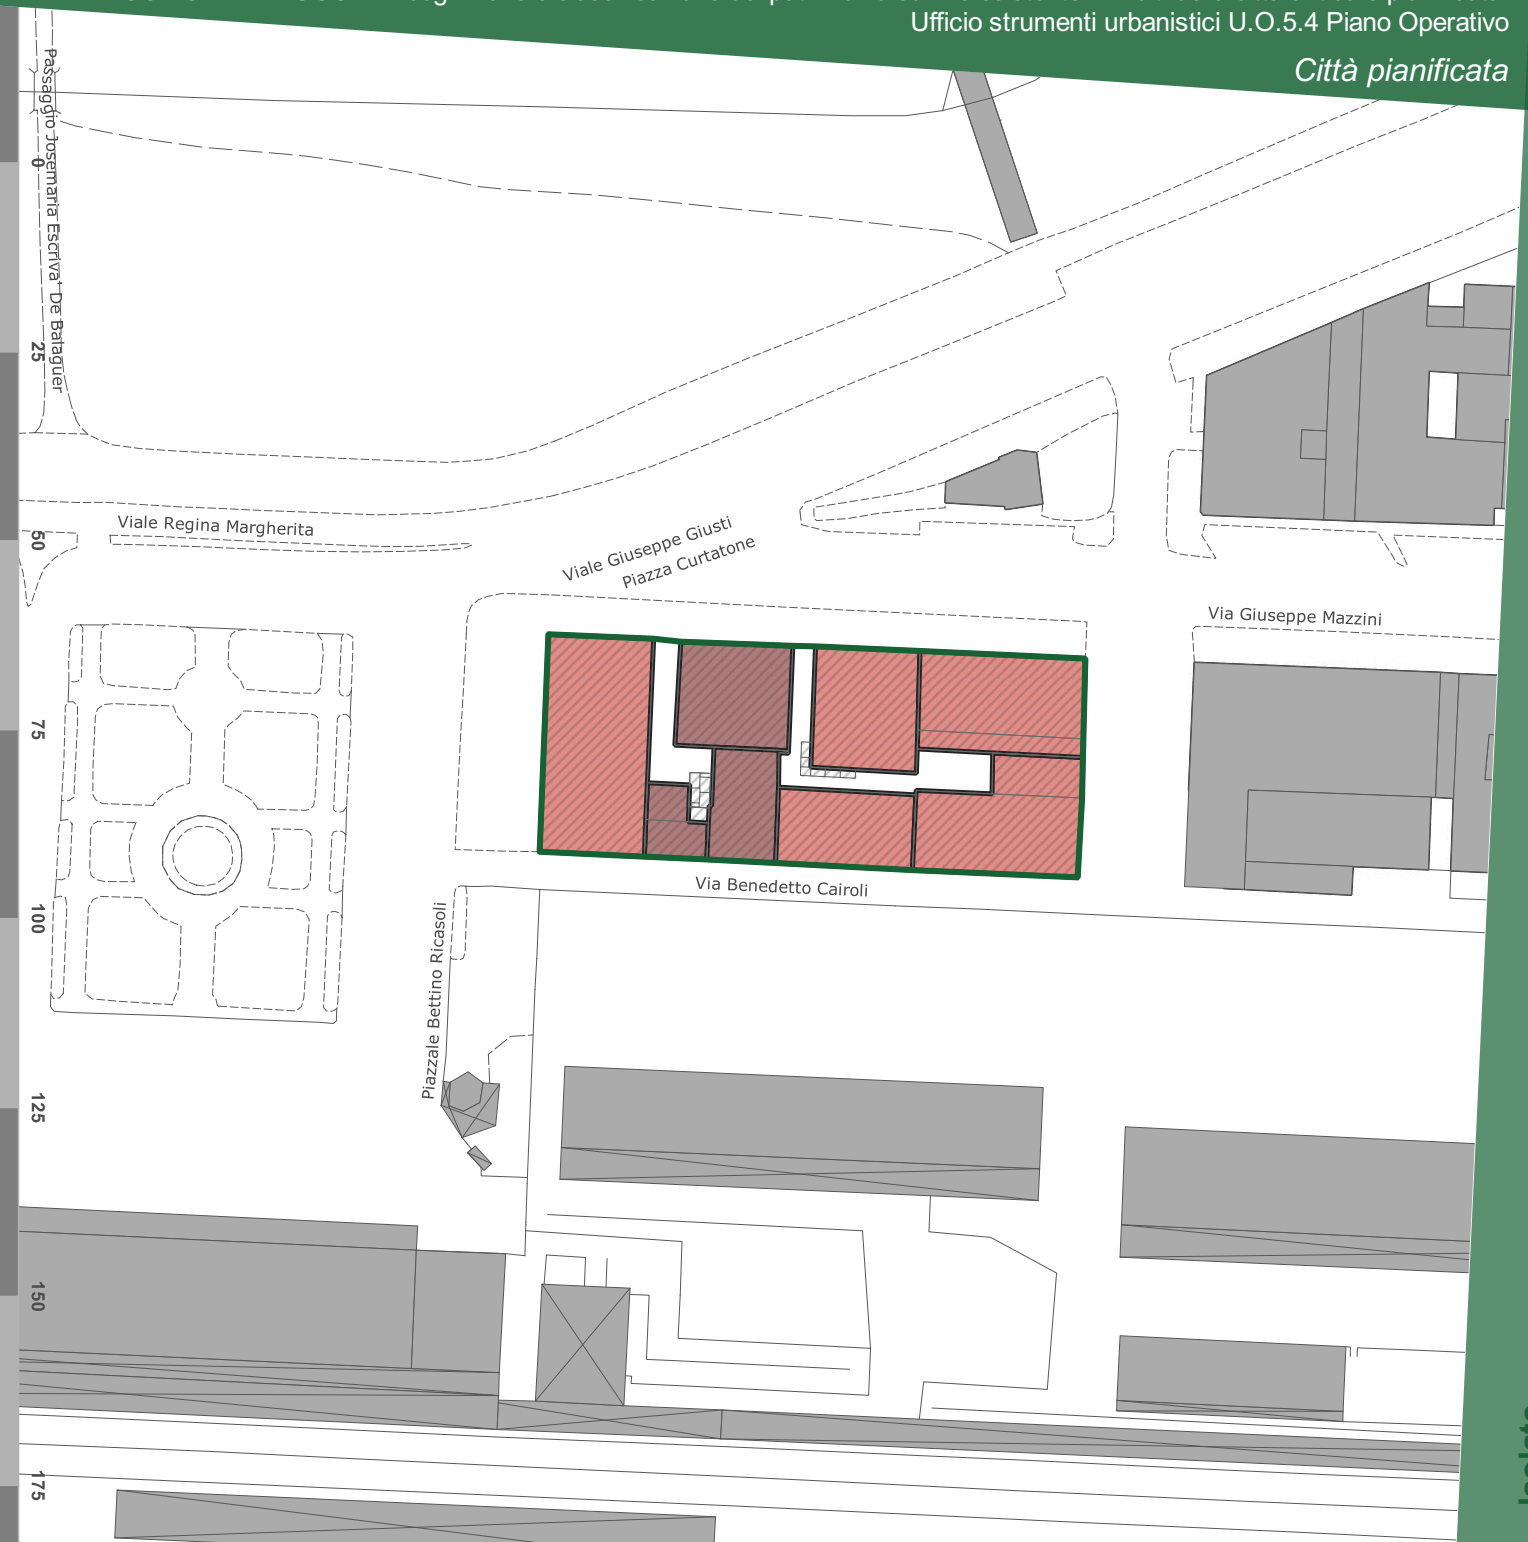 Ufficio strumenti urbanistici U.O.5.4 Piano Operativo
Città pianificata
Passaggio Josemaria Escriva' De Balaguer
0
25
50
75
100
125
150
175
Viale Regina Margherita
Viale Giuseppe Giusti
Piazza Curtatone
Via Giuseppe Mazzini
Via Benedetto Cairoli
Piazzale Bettino Ricasoli